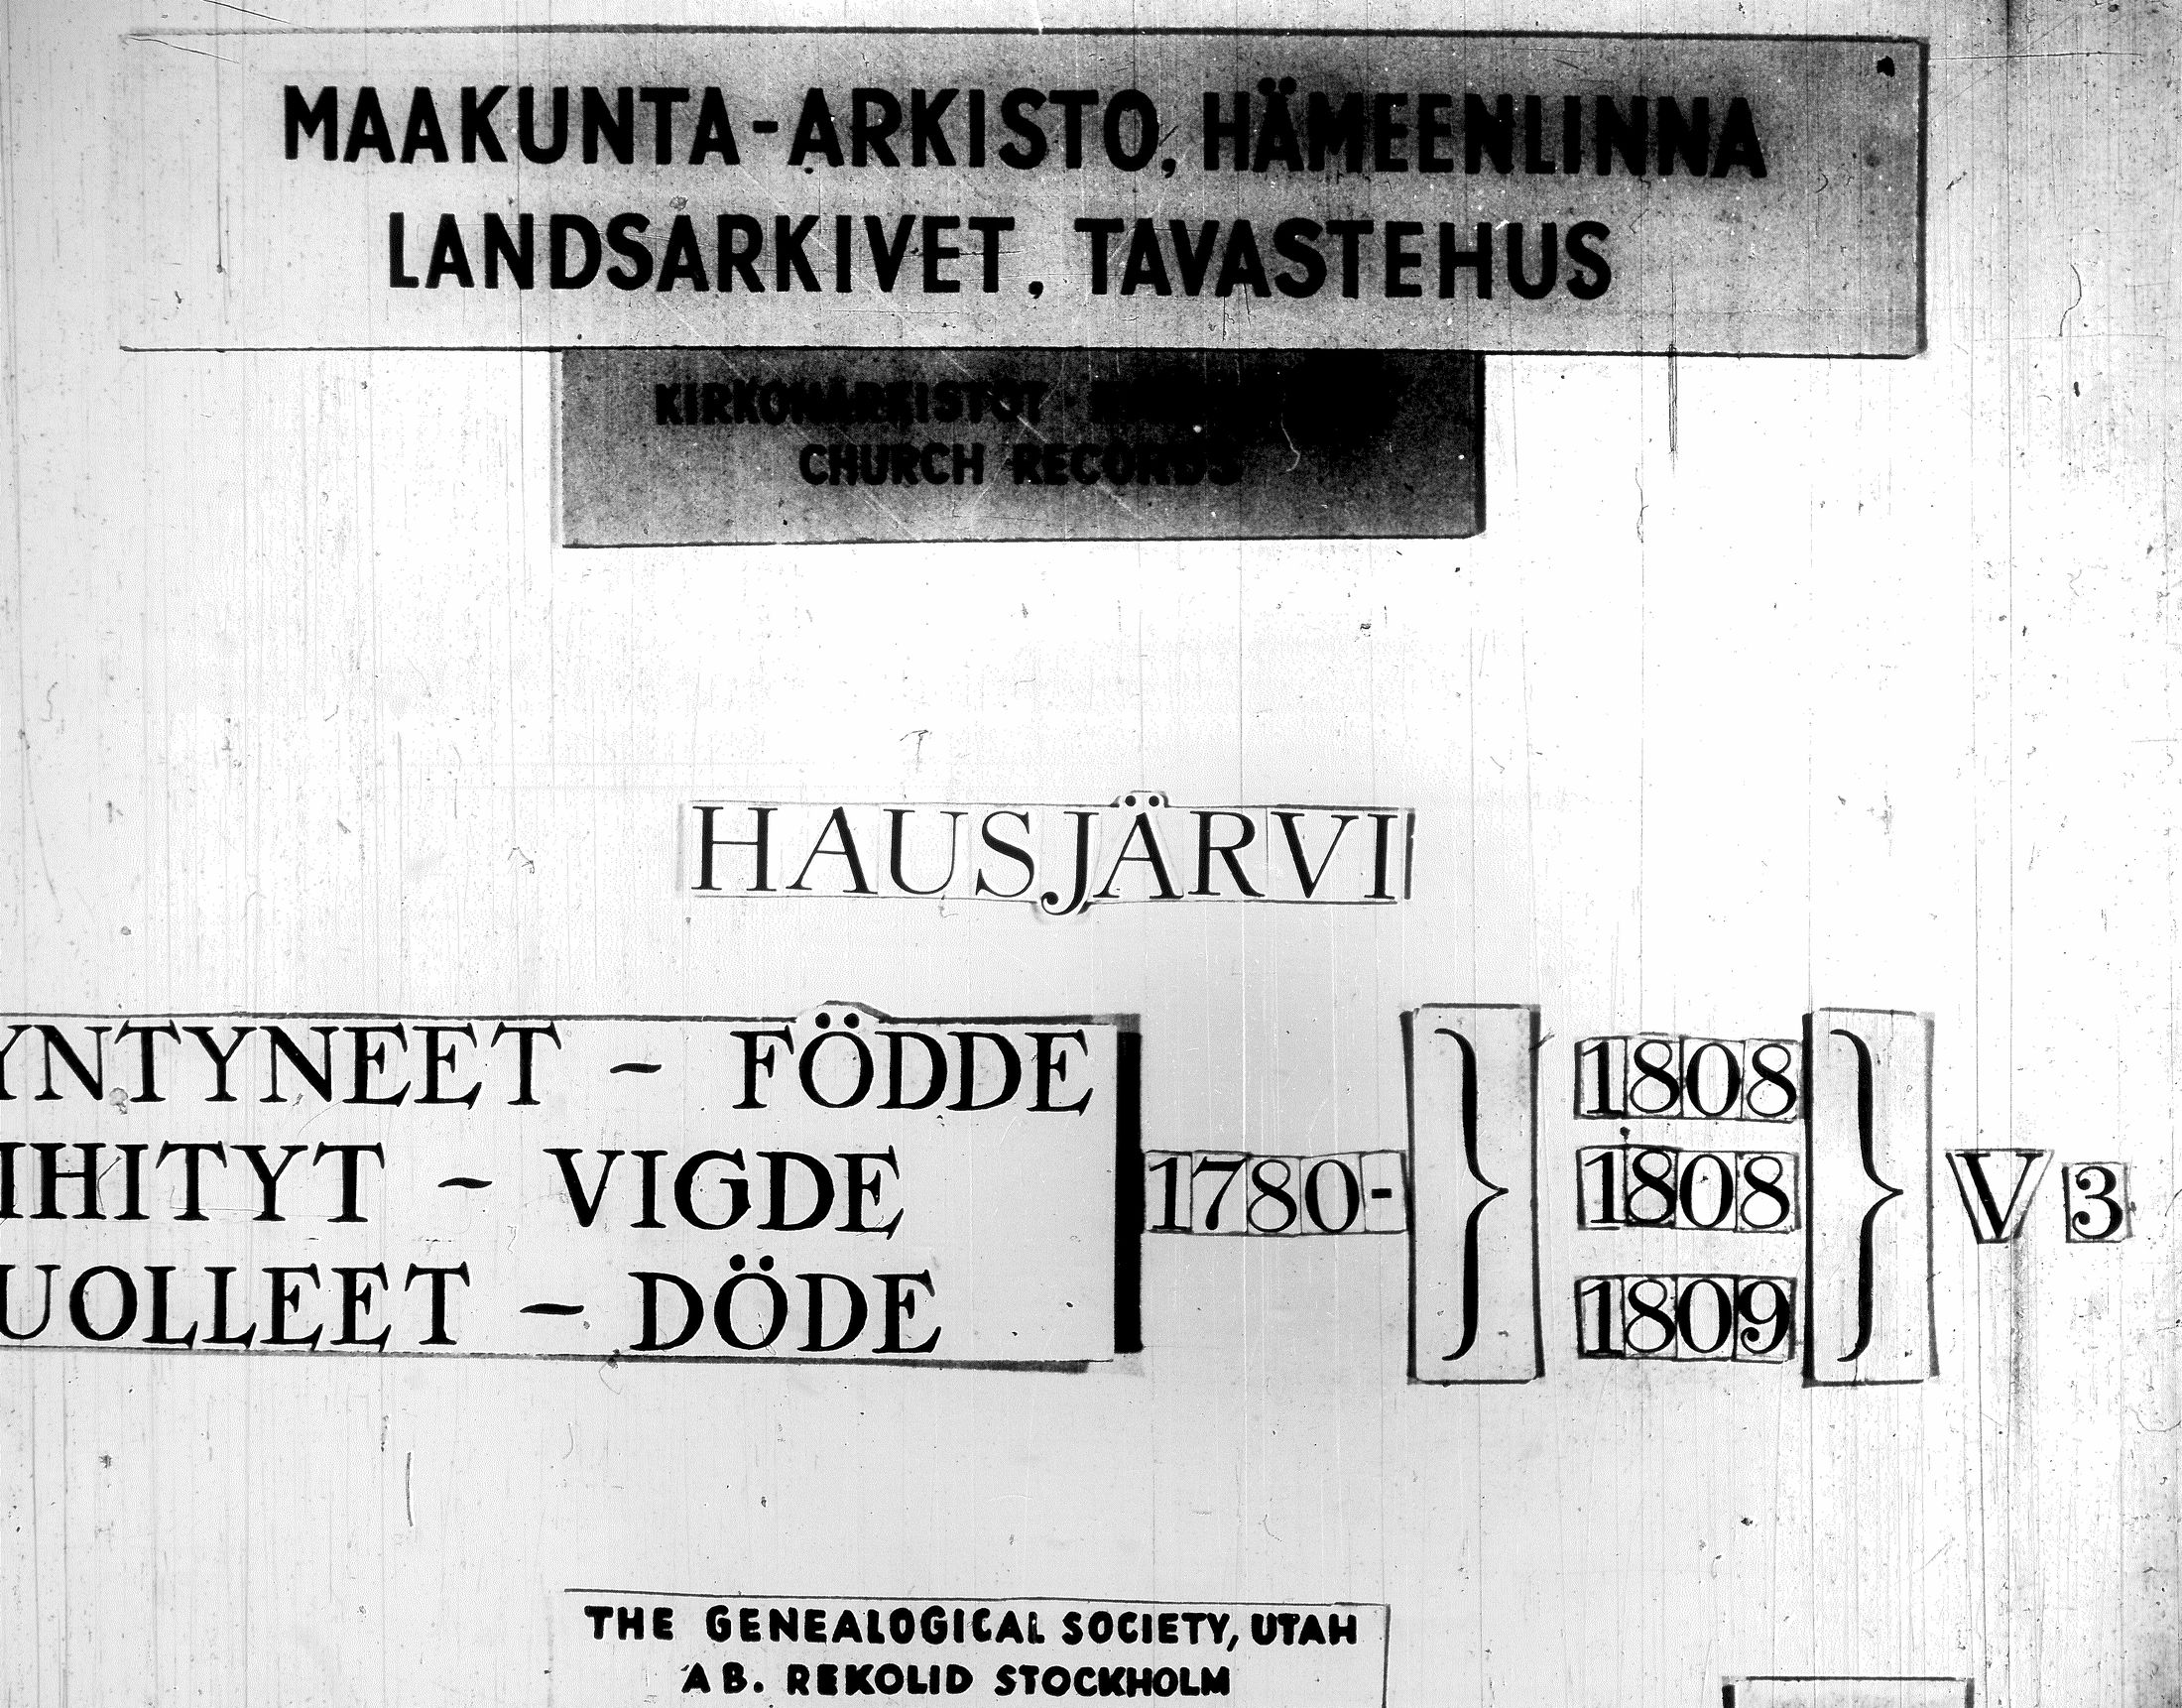 MAAKUNTA-ARKISTO, HÄMEENLINNA
LANDSARKIVET, TAVASTEHUS
KIRKONARKISTOT
CHURCH RECORDS
HAUSJÄRVI
YNTYNEET – FÖDDE
IHITYT – VIGDE
UOLLEET – DÖDE
1780-
1808
1808
1809
V 3
THE GENEALOGICAL SOCIETY, UTAH
AB. REKOLID STOCKHOLM